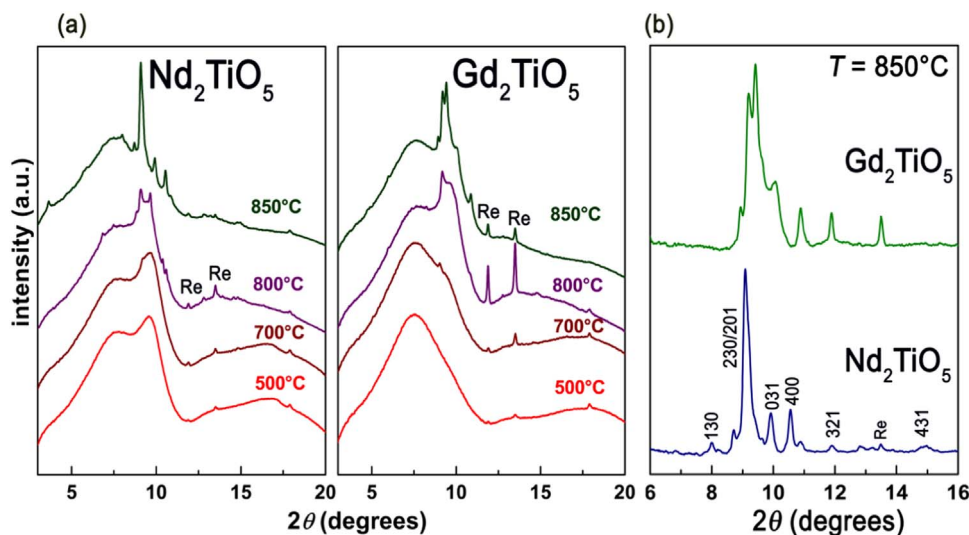 (a)
Nd2TiO5
850°C
Re
Re
800°C
700°C
500°C
Gd2TiO5
Re
Re
850°C
800°C
700°C
500°C
intensity (a.u.)
5 10 15 20
5 10 15 20
2θ (degrees)
(b)
T = 850°C
Gd2TiO5
Nd2TiO5
130
230/201
031
400
321
Re
431
6 8 10 12 14 16
2θ (degrees)